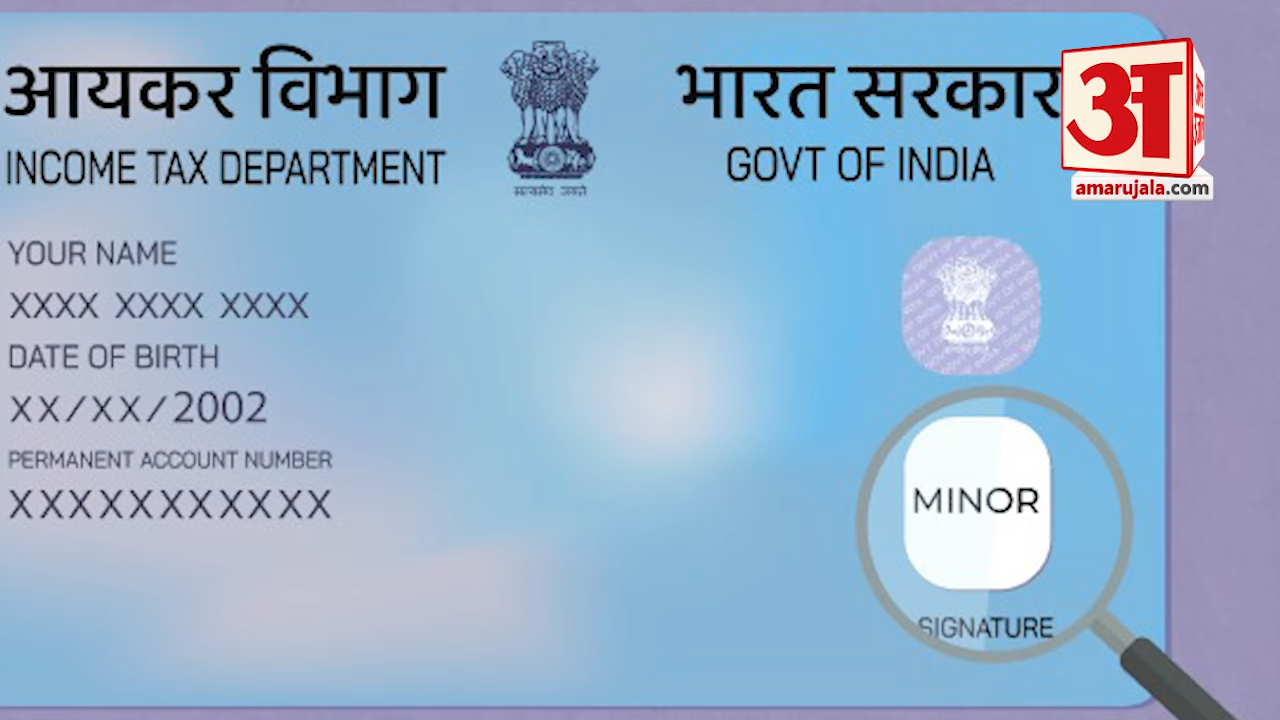 आयकर विभाग
भारत सरकार
INCOME TAX DEPARTMENT
GOVT OF INDIA
अ
amarujala.com
YOUR NAME
XXXX XXXX XXXX
DATE OF BIRTH
XX/XX/2002
PERMANENT ACCOUNT NUMBER
XXXXXXXXXXX
MINOR
SIGNATURE